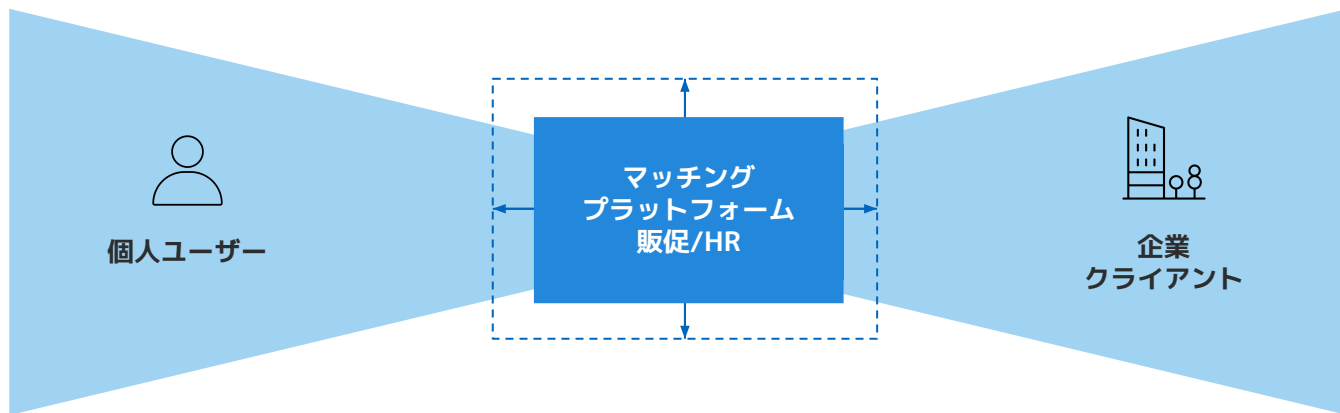 個人ユーザー
マッチング
プラットフォーム
販促/HR
企業
クライアント